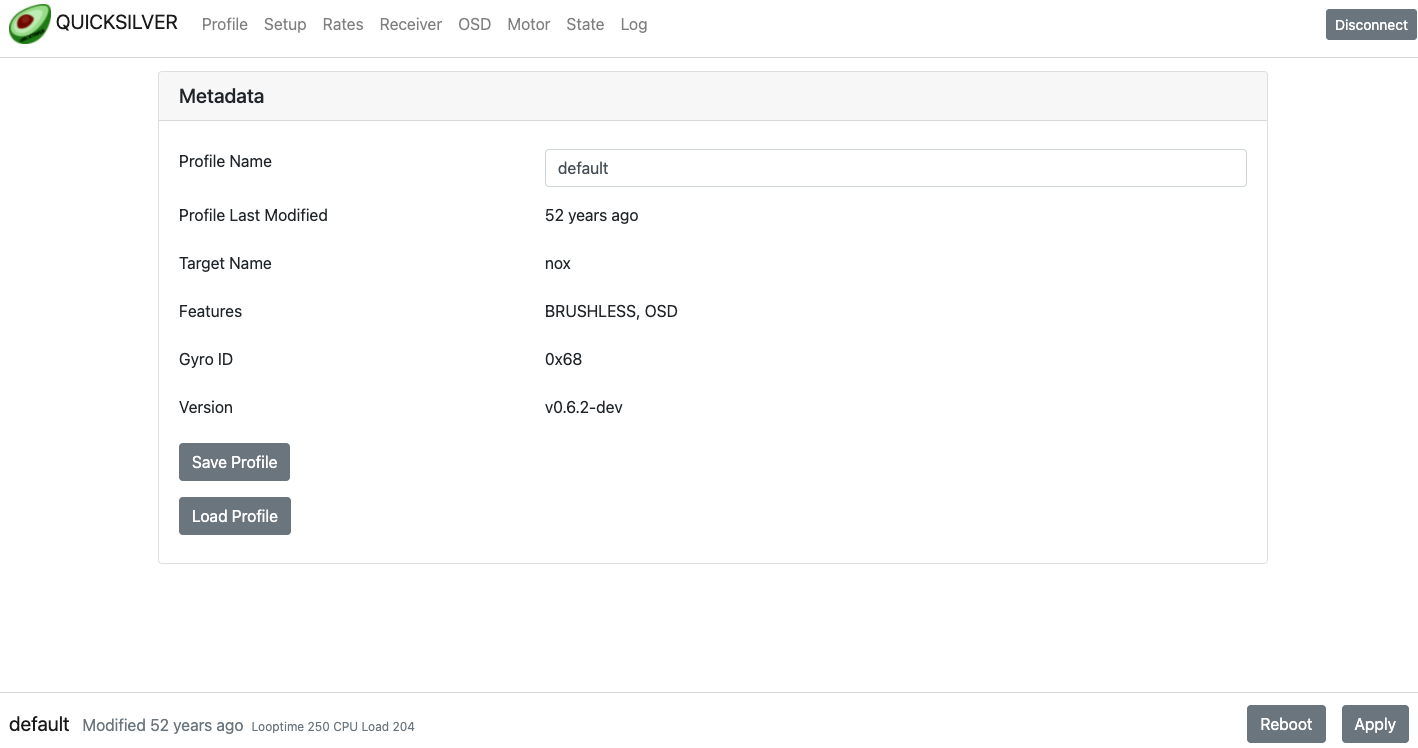 QUICKSILVER Profile Setup Rates Receiver OSD Motor State Log Disconnect
Metadata
Profile Name default
Profile Last Modified 52 years ago
Target Name nox
Features BRUSHLESS, OSD
Gyro ID 0x68
Version v0.6.2-dev
Save Profile
Load Profile
default Modified 52 years ago Looptime 250 CPU Load 204 Reboot Apply